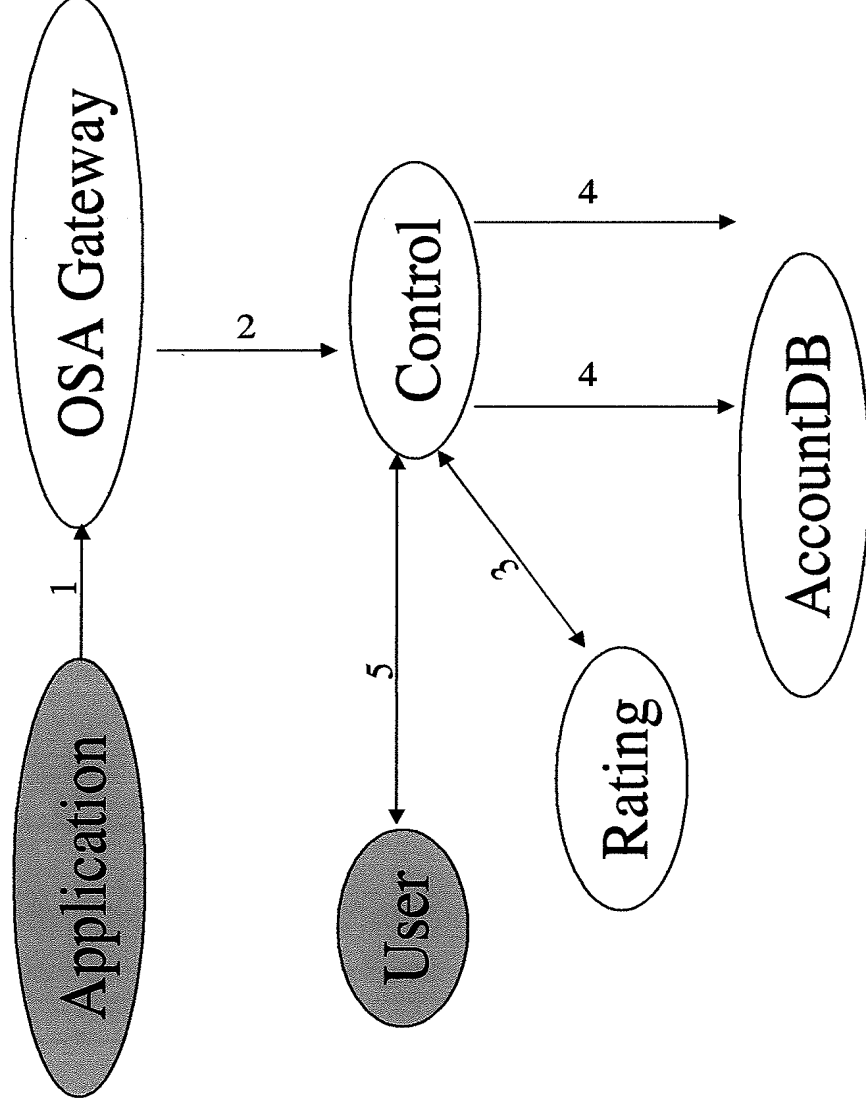 Application
1
OSA Gateway
2
User
5
Control
3
Rating
4
4
AccountDB